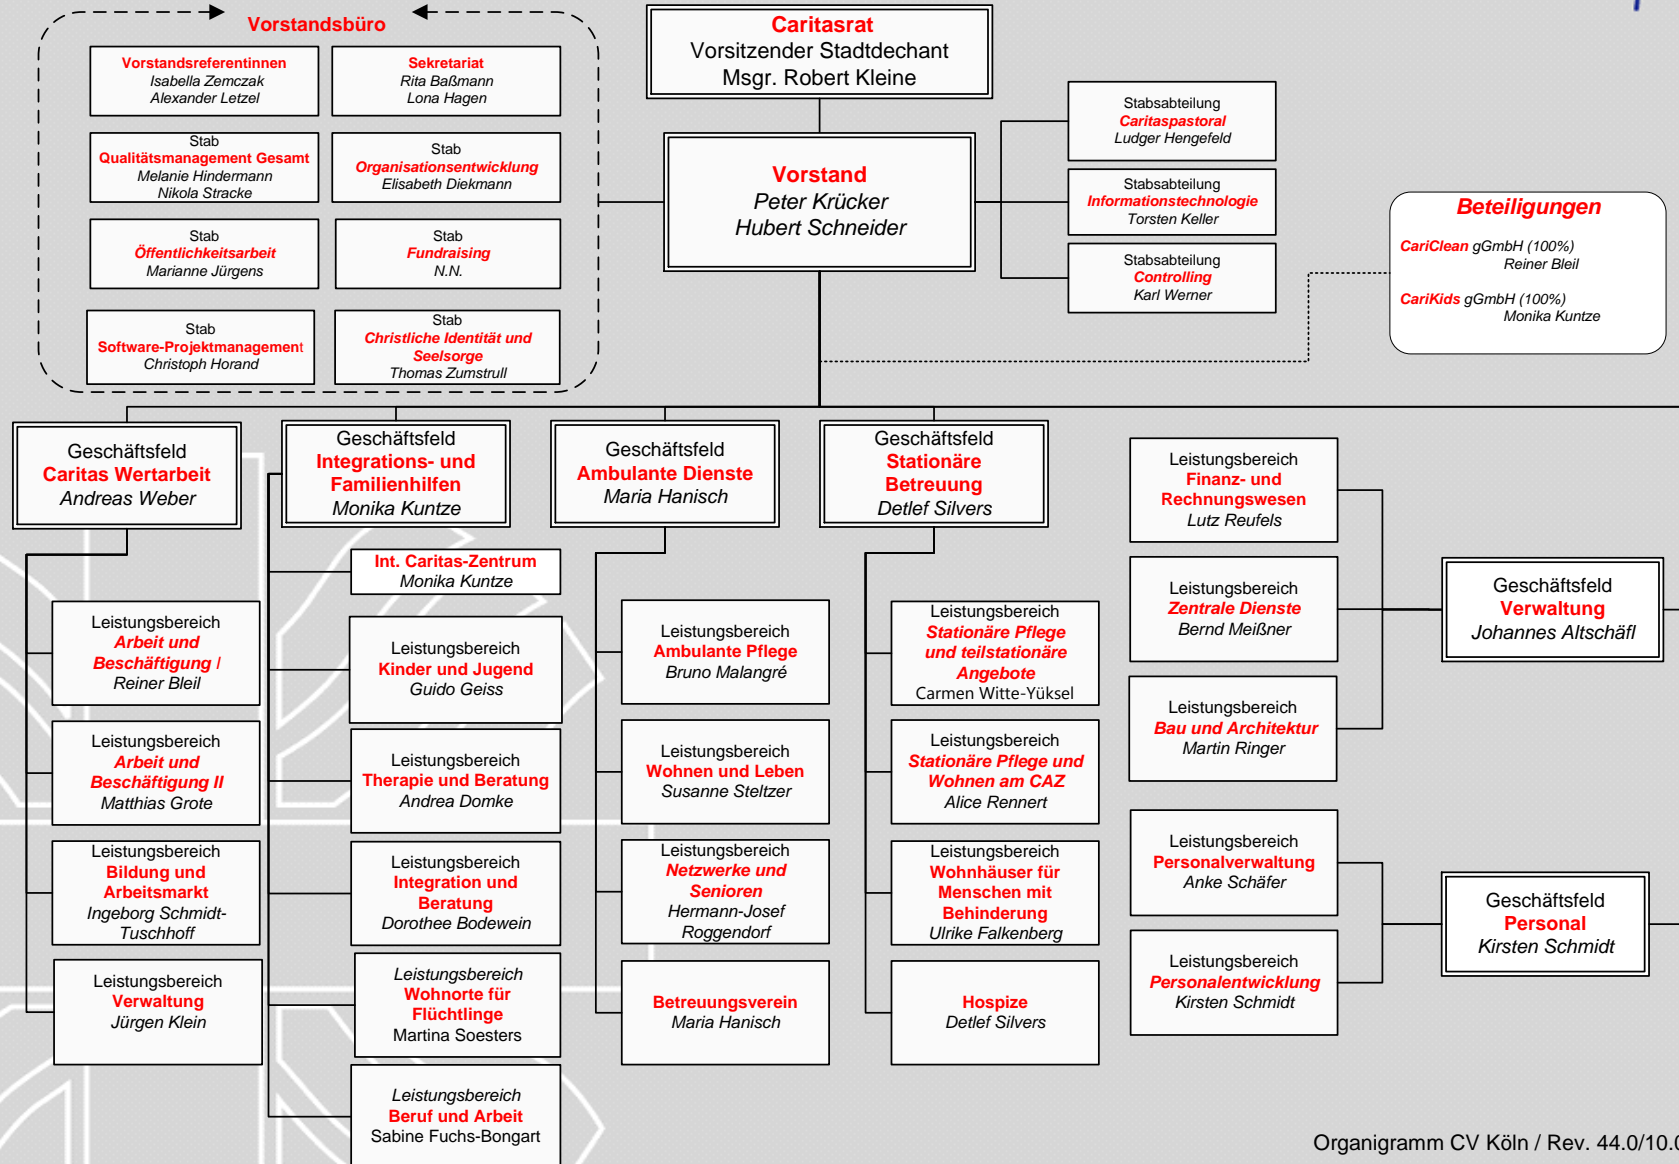 Vorstandsbüro
Vorstandsreferentinnen
Isabella Zemczak
Alexander Letzel
Sekretariat
Rita Baßmann
Lona Hagen
Stab
Qualitätsmanagement Gesamt
Melanie Hindermann
Nikola Stracke
Stab
Organisationsentwicklung
Elisabeth Diekmann
Stab
Öffentlichkeitsarbeit
Marianne Jürgens
Stab
Fundraising
N.N.
Stab
Software-Projektmanagement
Christoph Horand
Stab
Christliche Identität und
Seelsorge
Thomas Zumstrull
Caritasrat
Vorsitzender Stadtdechant
Msgr. Robert Kleine
Vorstand
Peter Krücker
Hubert Schneider
Stabsabteilung
Caritaspastoral
Ludger Hengefeld
Stabsabteilung
Informationstechnologie
Torsten Keller
Stabsabteilung
Controlling
Karl Werner
Beteiligungen
CariClean gGmbH (100%)
Reiner Bleil
CariKids gGmbH (100%)
Monika Kuntze
Geschäftsfeld
Caritas Wertarbeit
Andreas Weber
Leistungsbereich
Arbeit und
Beschäftigung I
Reiner Bleil
Leistungsbereich
Arbeit und
Beschäftigung II
Matthias Grote
Leistungsbereich
Bildung und
Arbeitsmarkt
Ingeborg Schmidt-
Tuschhoff
Leistungsbereich
Verwaltung
Jürgen Klein
Geschäftsfeld
Integrations- und
Familienhilfen
Monika Kuntze
Int. Caritas-Zentrum
Monika Kuntze
Leistungsbereich
Kinder und Jugend
Guido Geiss
Leistungsbereich
Therapie und Beratung
Andrea Domke
Leistungsbereich
Integration und
Beratung
Dorothee Bodewein
Leistungsbereich
Wohnorte für
Flüchtlinge
Martina Soesters
Leistungsbereich
Beruf und Arbeit
Sabine Fuchs-Bongart
Geschäftsfeld
Ambulante Dienste
Maria Hanisch
Leistungsbereich
Ambulante Pflege
Bruno Malangré
Leistungsbereich
Wohnen und Leben
Susanne Steltzer
Leistungsbereich
Netzwerke und
Senioren
Hermann-Josef
Roggendorf
Betreuungsverein
Maria Hanisch
Geschäftsfeld
Stationäre
Betreuung
Detlef Silvers
Leistungsbereich
Stationäre Pflege
und teilstationäre
Angebote
Carmen Witte-Yüksel
Leistungsbereich
Stationäre Pflege und
Wohnen am CAZ
Alice Rennert
Leistungsbereich
Wohnhäuser für
Menschen mit
Behinderung
Ulrike Falkenberg
Hospize
Detlef Silvers
Leistungsbereich
Finanz- und
Rechnungswesen
Lutz Reufels
Leistungsbereich
Zentrale Dienste
Bernd Meißner
Leistungsbereich
Bau und Architektur
Martin Ringer
Geschäftsfeld
Verwaltung
Johannes Altschäfl
Leistungsbereich
Personalverwaltung
Anke Schäfer
Leistungsbereich
Personalentwicklung
Kirsten Schmidt
Geschäftsfeld
Personal
Kirsten Schmidt
Organigramm CV Köln / Rev. 44.0/10.0